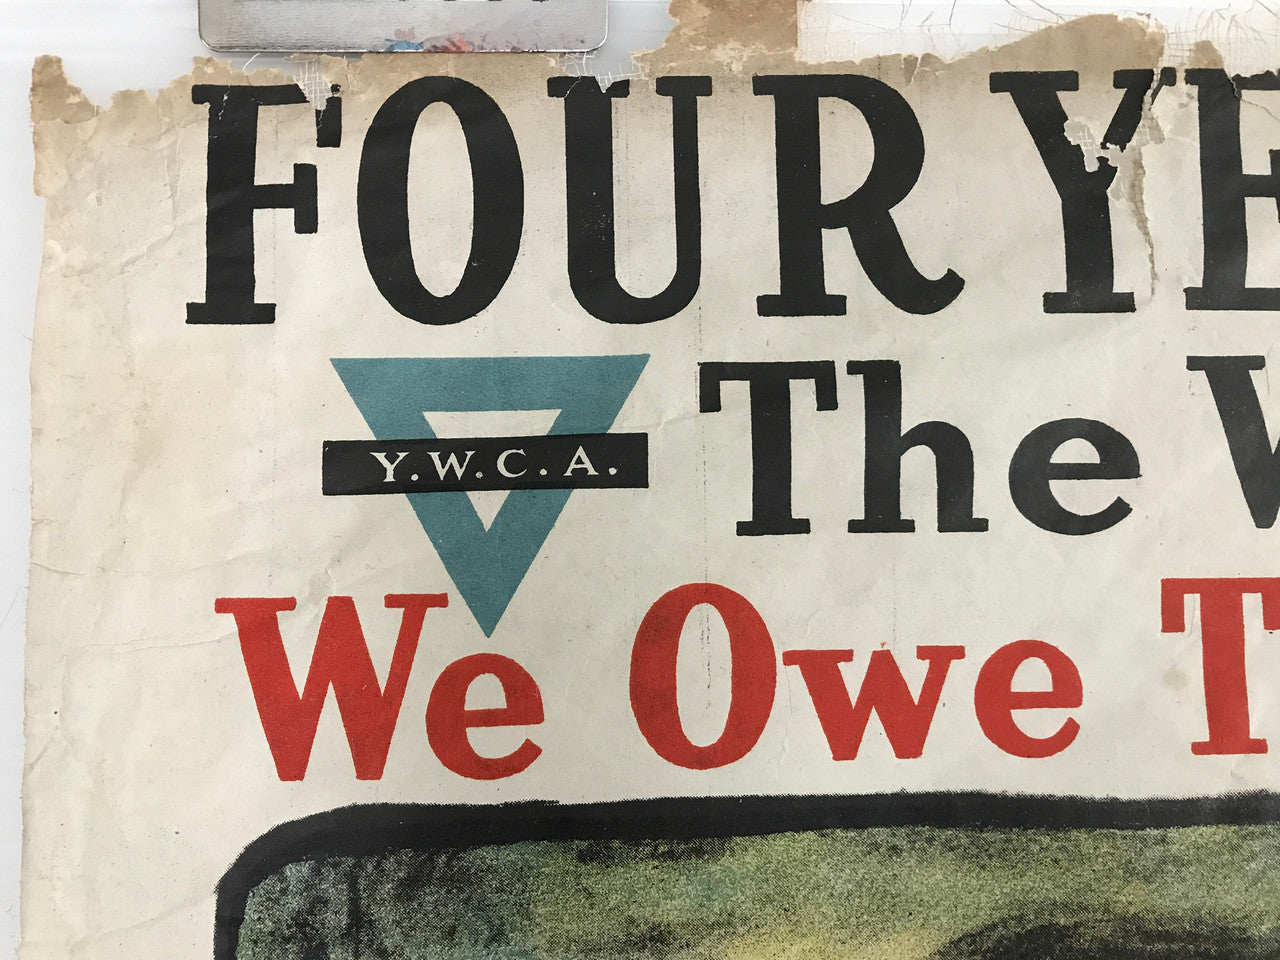 FOUR YE
Y.W.C.A.
The W
We Owe T